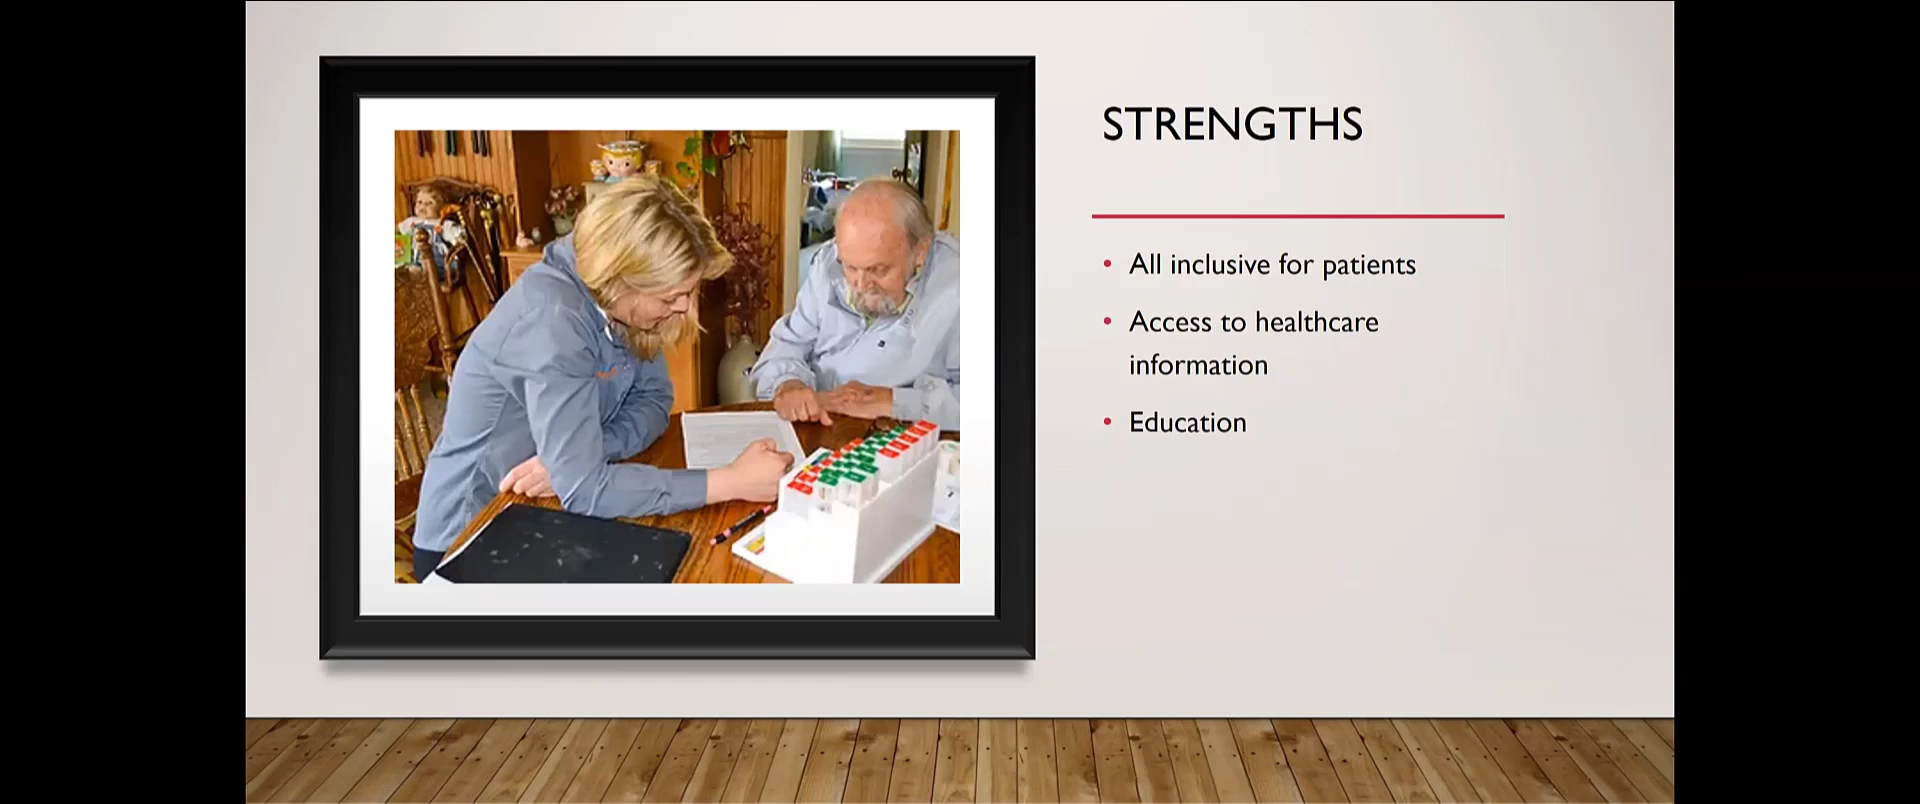 STRENGTHS
• All inclusive for patients
• Access to healthcare
information
• Education